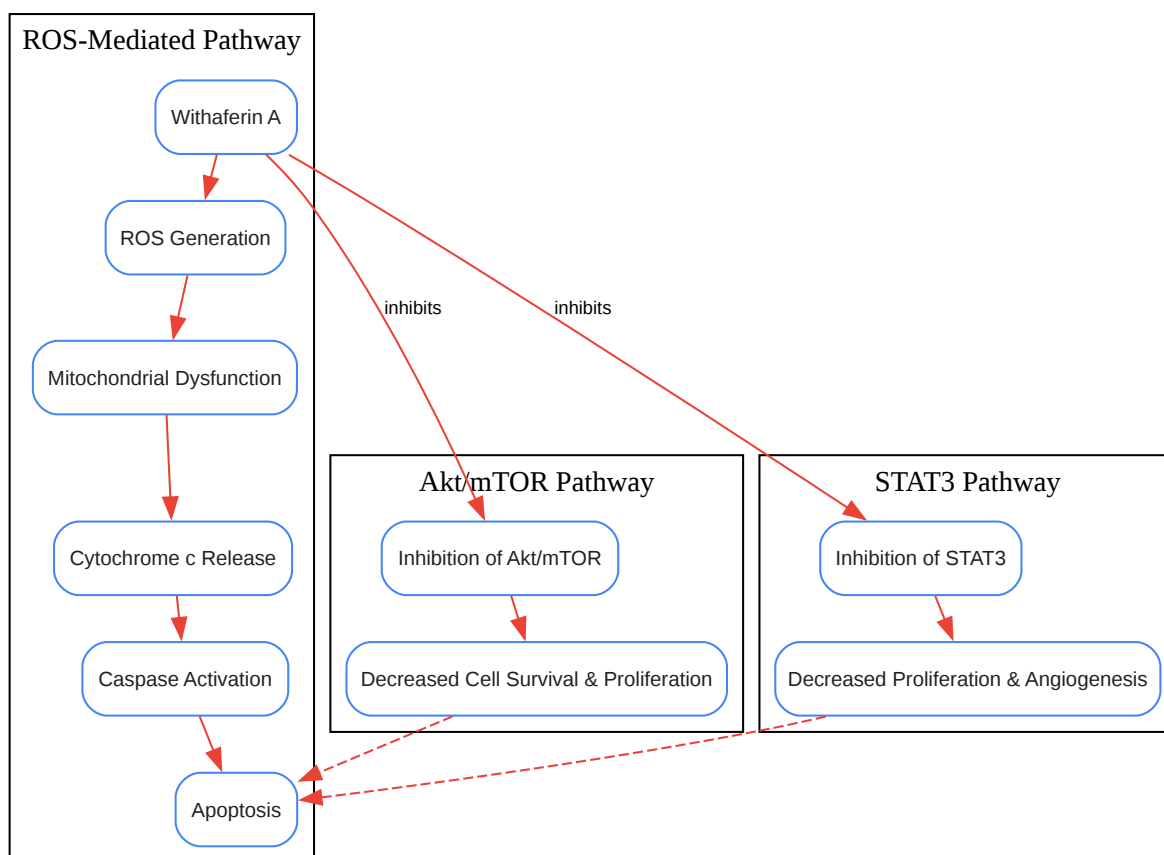 ROS-Mediated Pathway
Withaferin A
ROS Generation
inhibits
inhibits
Mitochondrial Dysfunction
Akt/mTOR Pathway
STAT3 Pathway
Cytochrome c Release
Inhibition of Akt/mTOR
Inhibition of STAT3
Caspase Activation
Decreased Cell Survival & Proliferation
Decreased Proliferation & Angiogenesis
Apoptosis